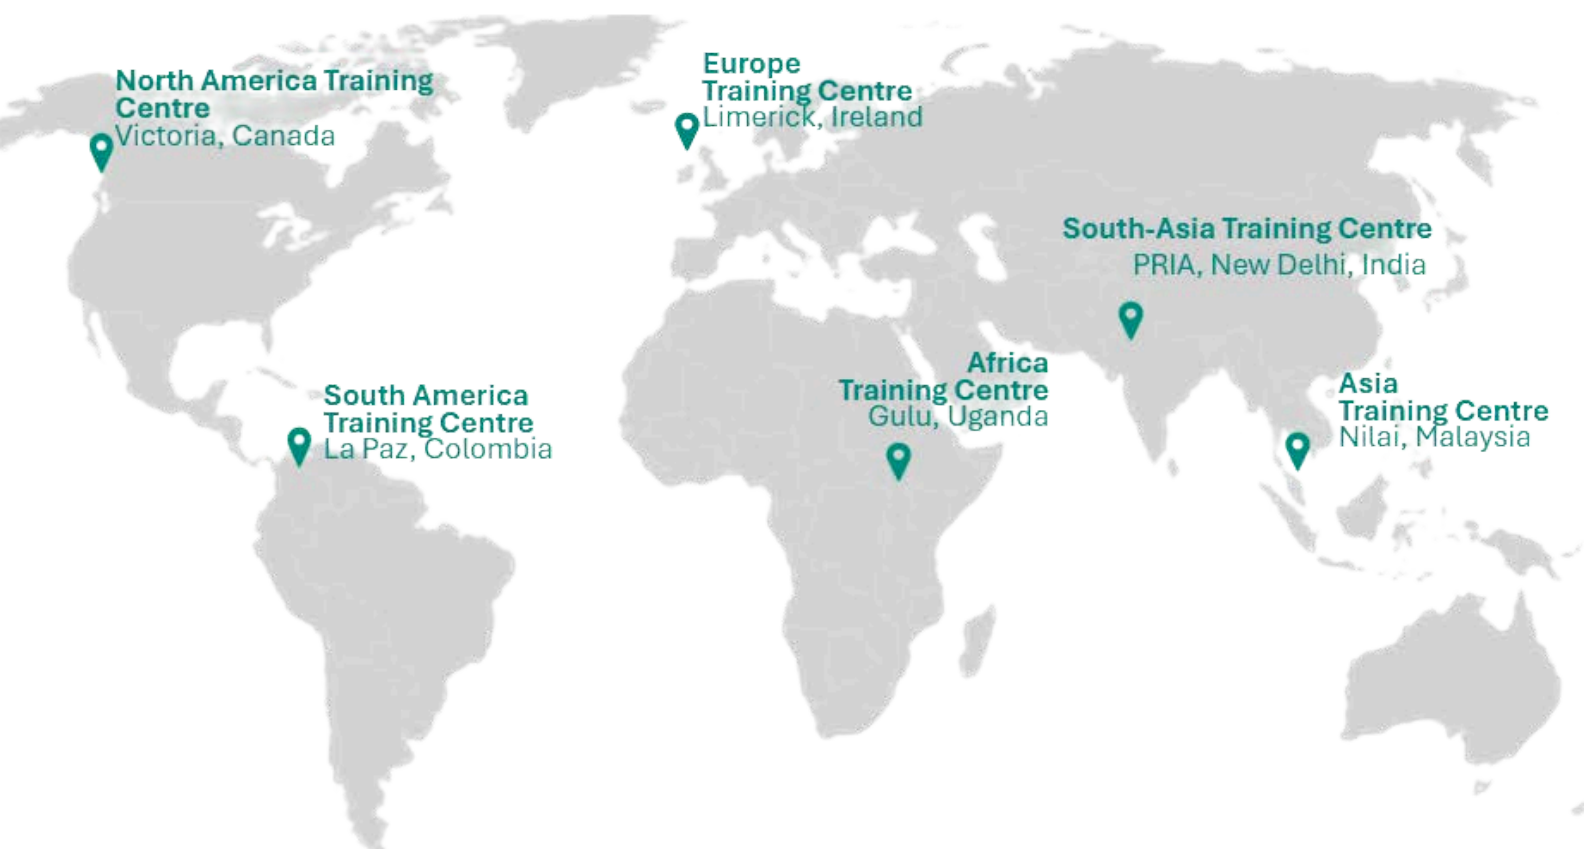 North America Training
Centre
Victoria, Canada
Europe
Training Centre
Limerick, Ireland
South-Asia Training Centre
PRIA, New Delhi, India
Africa
Training Centre
Gulu, Uganda
South America
Training Centre
La Paz, Colombia
Asia
Training Centre
Nilai, Malaysia